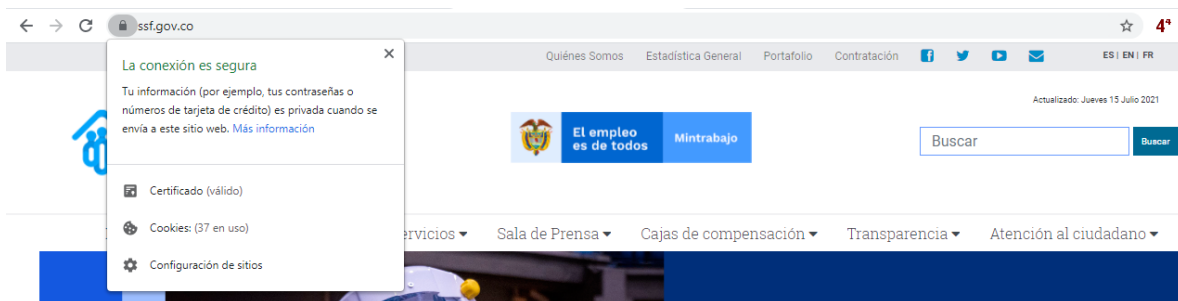 ssf.gov.co
4ª
Quiénes Somos Estadística General Portafolio Contratación ES | EN | FR
La conexión es segura
Tu información (por ejemplo, tus contraseñas o
números de tarjeta de crédito) es privada cuando se
envía a este sitio web. Más información
Certificado (válido)
Cookies: (37 en uso)
Configuración de sitios
Actualizado: Jueves 15 Julio 2021
El empleo
es de todos
Mintrabajo
Buscar Buscar
ervicios Sala de Prensa Cajas de compensación Transparencia Atención al ciudadano